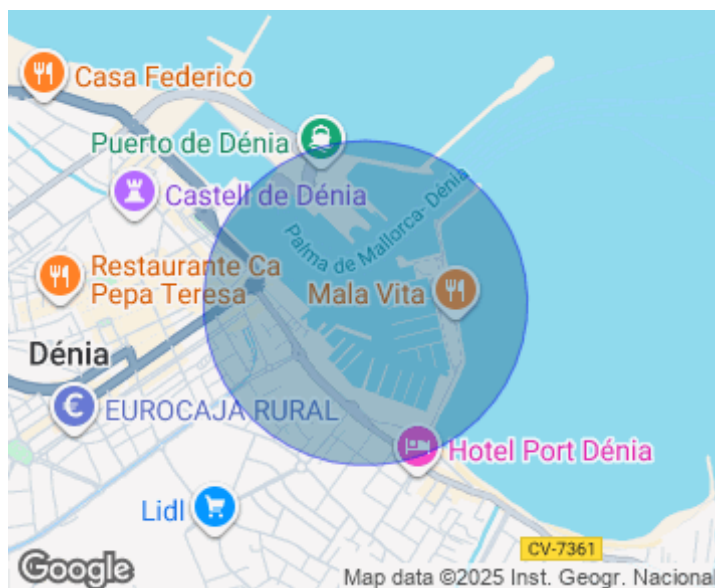 Casa Federico
Puerto de Dénia
Castell de Dénia
Palma de Mallorca- Dénia
Restaurante Ca
Pepa Teresa
Mala Vita
Dénia
€
EUROCAJA RURAL
Hotel Port Dénia
Lidl
CV-7361
Google
Map data ©2025 Inst. Geogr. Nacional